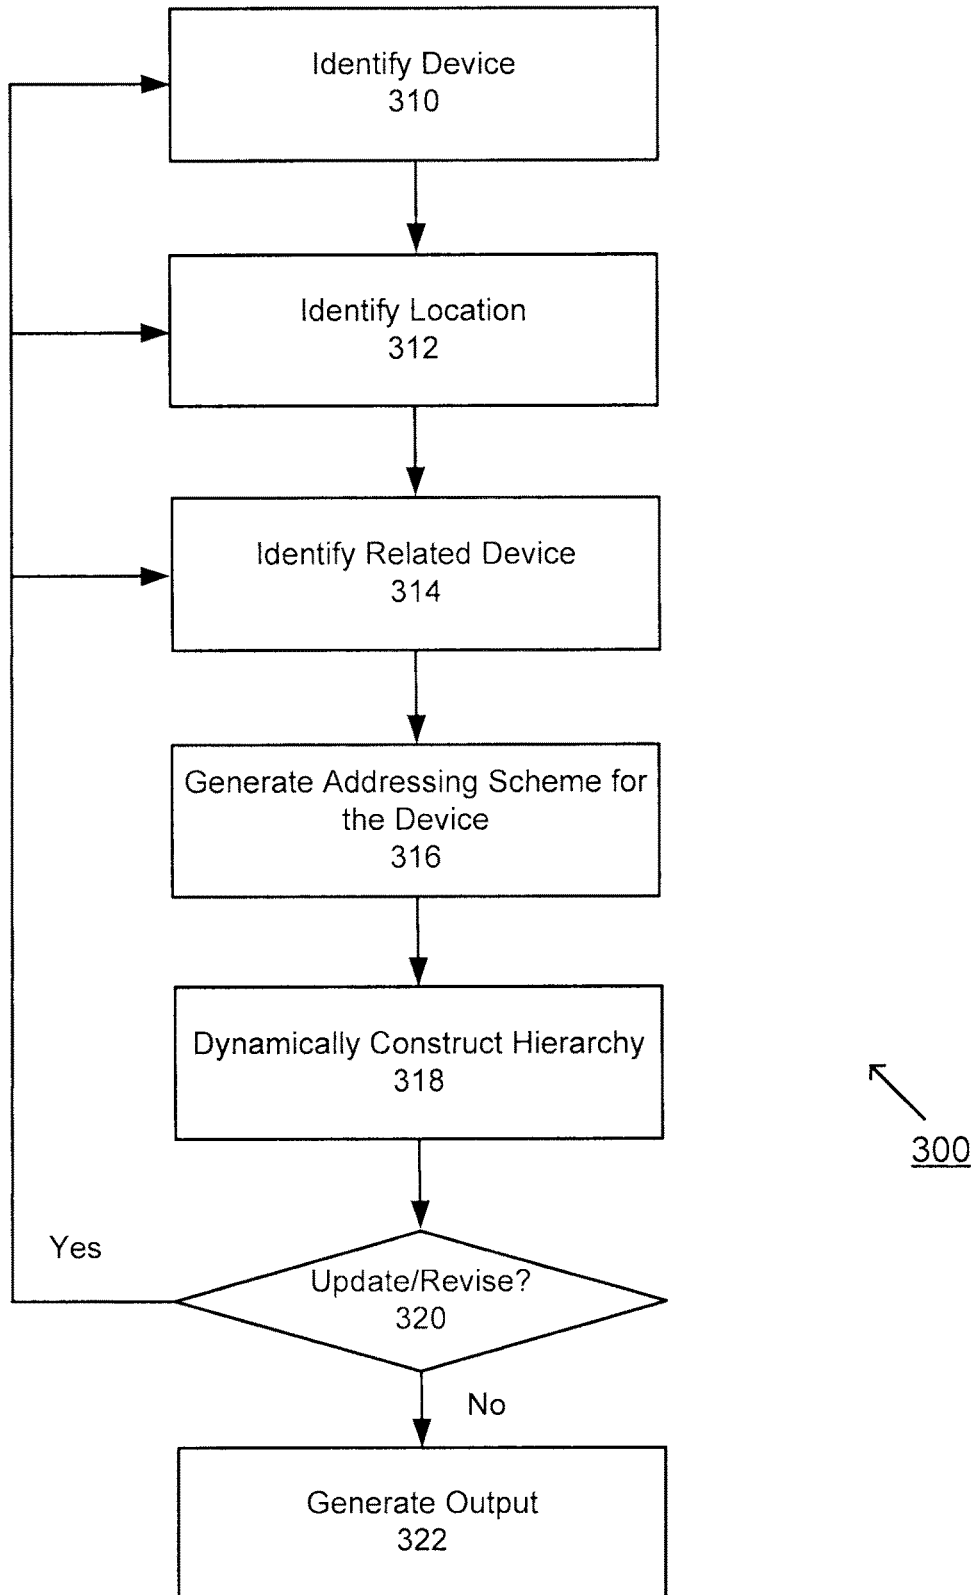 Identify Device
310
Identify Location
312
Identify Related Device
314
Generate Addressing Scheme for
the Device
316
Dynamically Construct Hierarchy
318
300
Yes
Update/Revise?
320
No
Generate Output
322